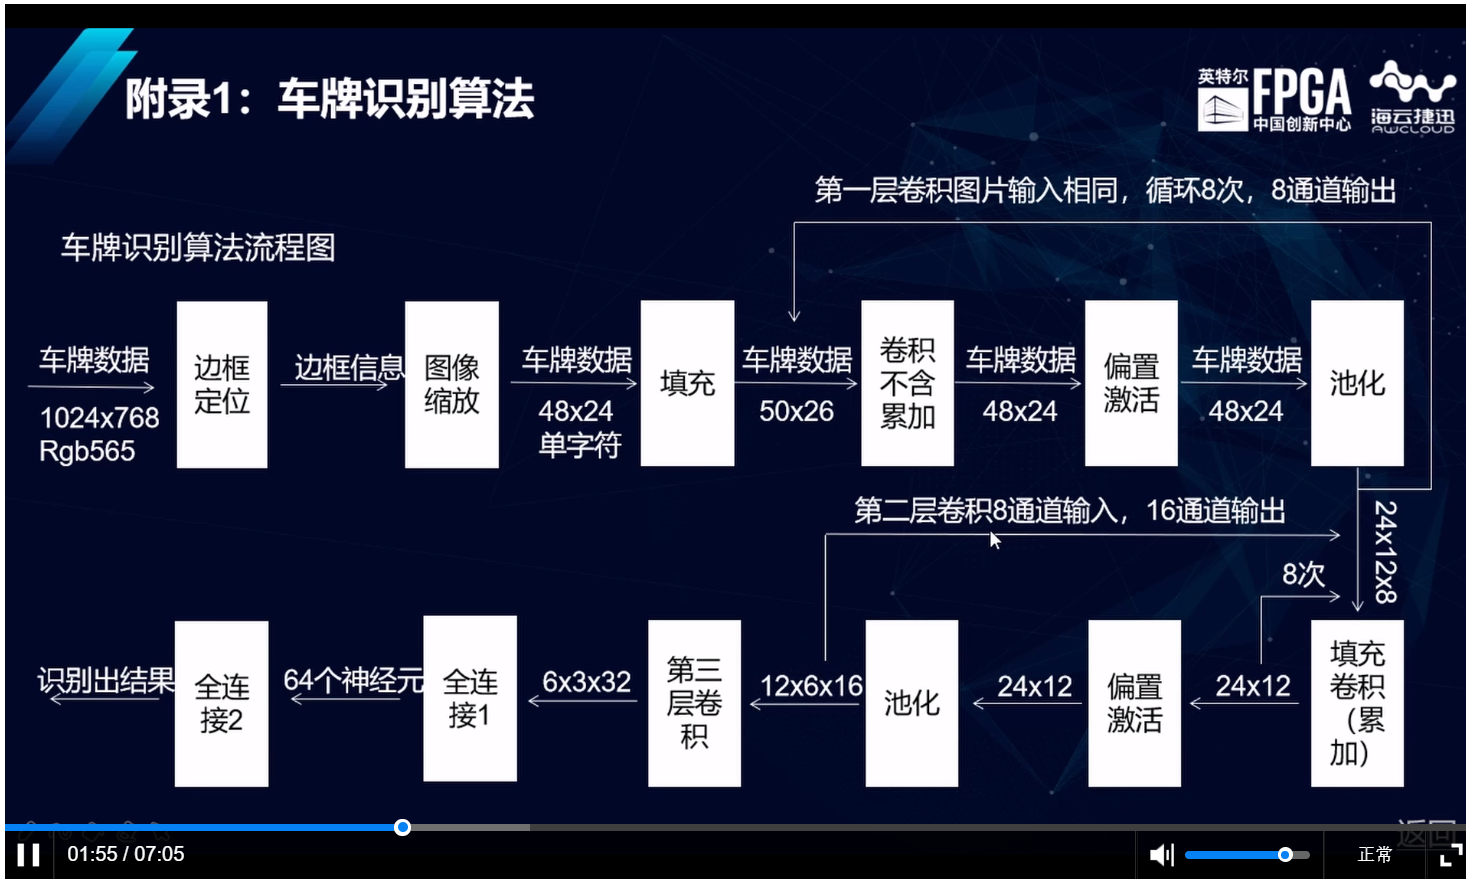 附录1：车牌识别算法
英特尔
FPGA
中国创新中心
海云捷迅
AWCLOUD
第一层卷积图片输入相同，循环8次，8通道输出
车牌识别算法流程图
车牌数据
1024x768
Rgb565
边框
定位
边框信息
图像
缩放
车牌数据
48x24
单字符
填充
车牌数据
50x26
卷积
不含
累加
车牌数据
48x24
偏置
激活
车牌数据
48x24
池化
24x12x8
第二层卷积8通道输入，16通道输出
8次
填充
卷积
（累
加）
24x12
偏置
激活
24x12
池化
12x6x16
第三
层卷
积
6x3x32
全连
接1
64个神经元
全连
接2
识别出结果
返回
01:55 / 07:05
正常